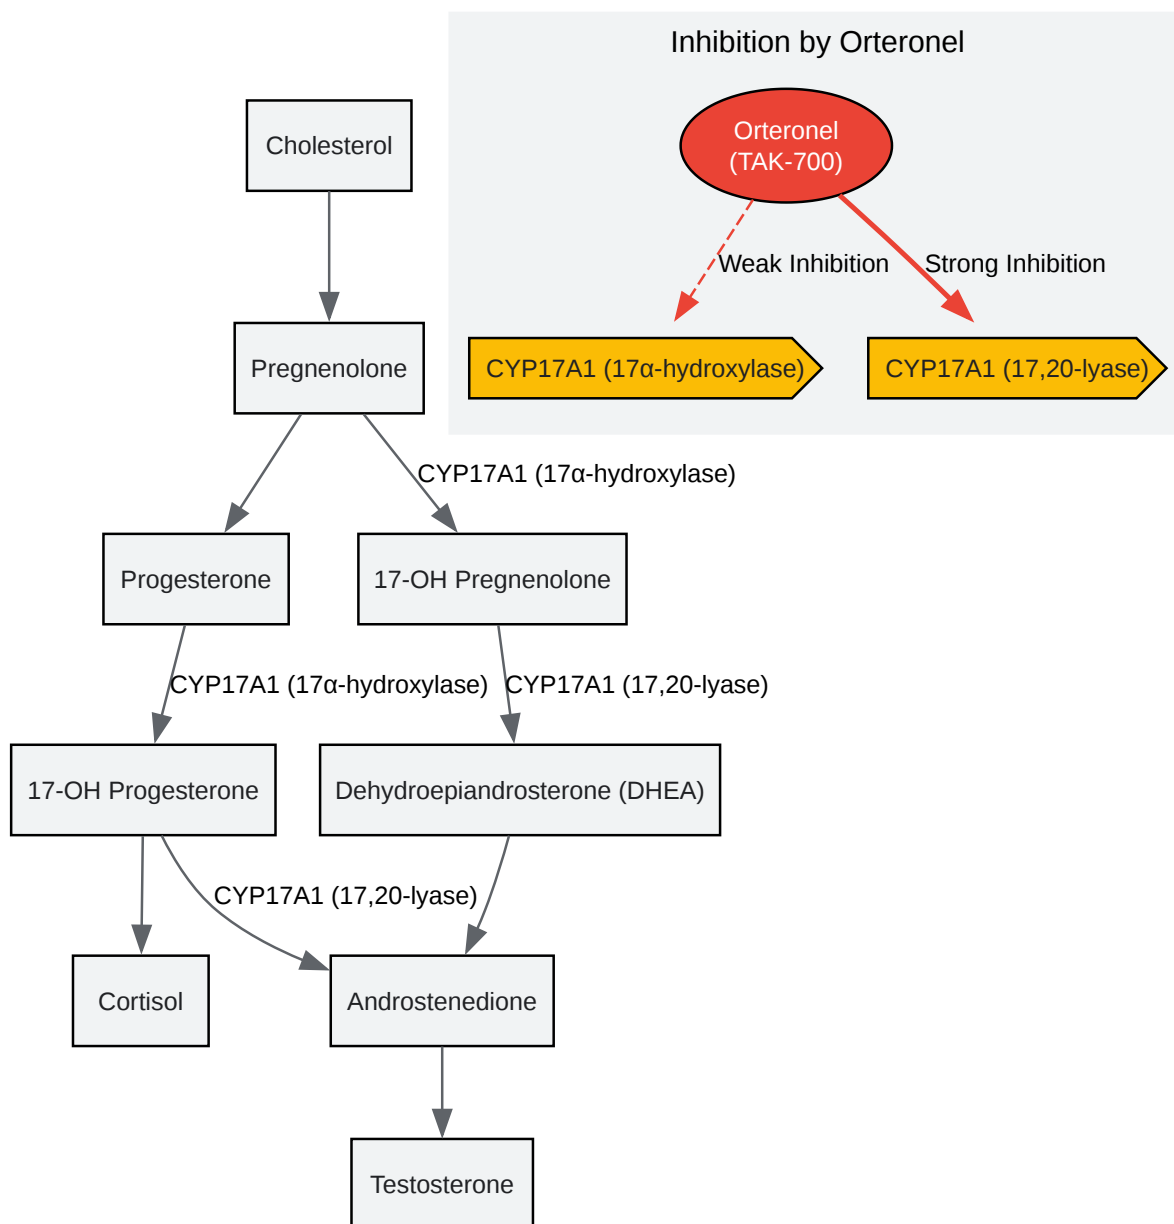 Inhibition by Orteronel
Orteronel
(TAK-700)
Cholesterol
Weak Inhibition
Strong Inhibition
Pregnenolone
CYP17A1 (17α-hydroxylase)
CYP17A1 (17,20-lyase)
CYP17A1 (17α-hydroxylase)
Progesterone
17-OH Pregnenolone
CYP17A1 (17α-hydroxylase)
CYP17A1 (17,20-lyase)
17-OH Progesterone
Dehydroepiandrosterone (DHEA)
CYP17A1 (17,20-lyase)
Cortisol
Androstenedione
Testosterone